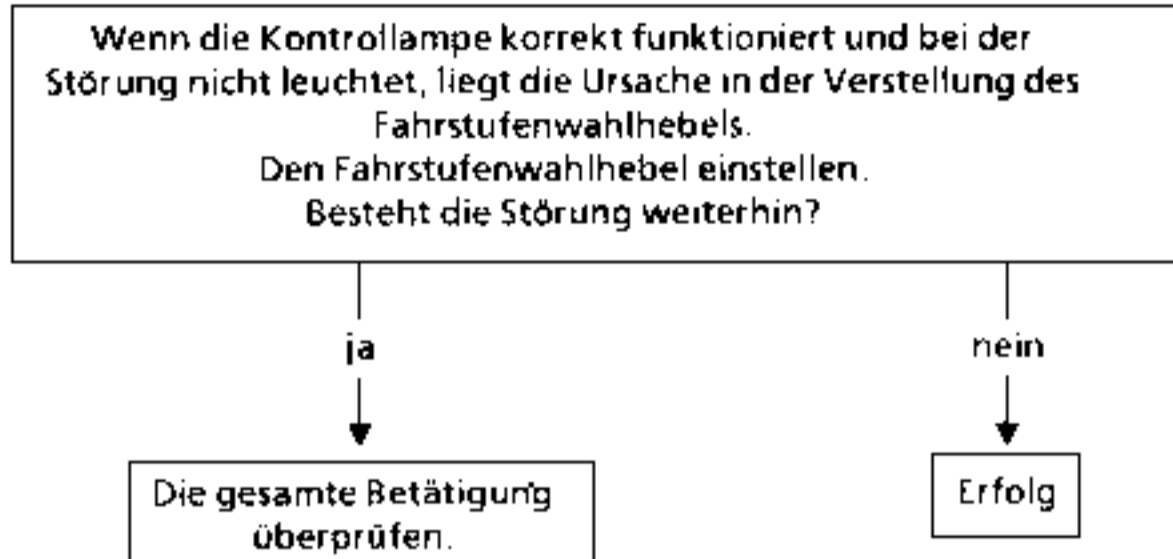 Wenn die Kontrollampe korrekt funktioniert und bei der
Störung nicht leuchtet, liegt die Ursache in der Verstellung des
Fahrstufenwahlhebels.
Den Fahrstufenwahlhebel einstellen.
Besteht die Störung weiterhin?
ja
nein
Die gesamte Betätigung
überprüfen.
Erfolg